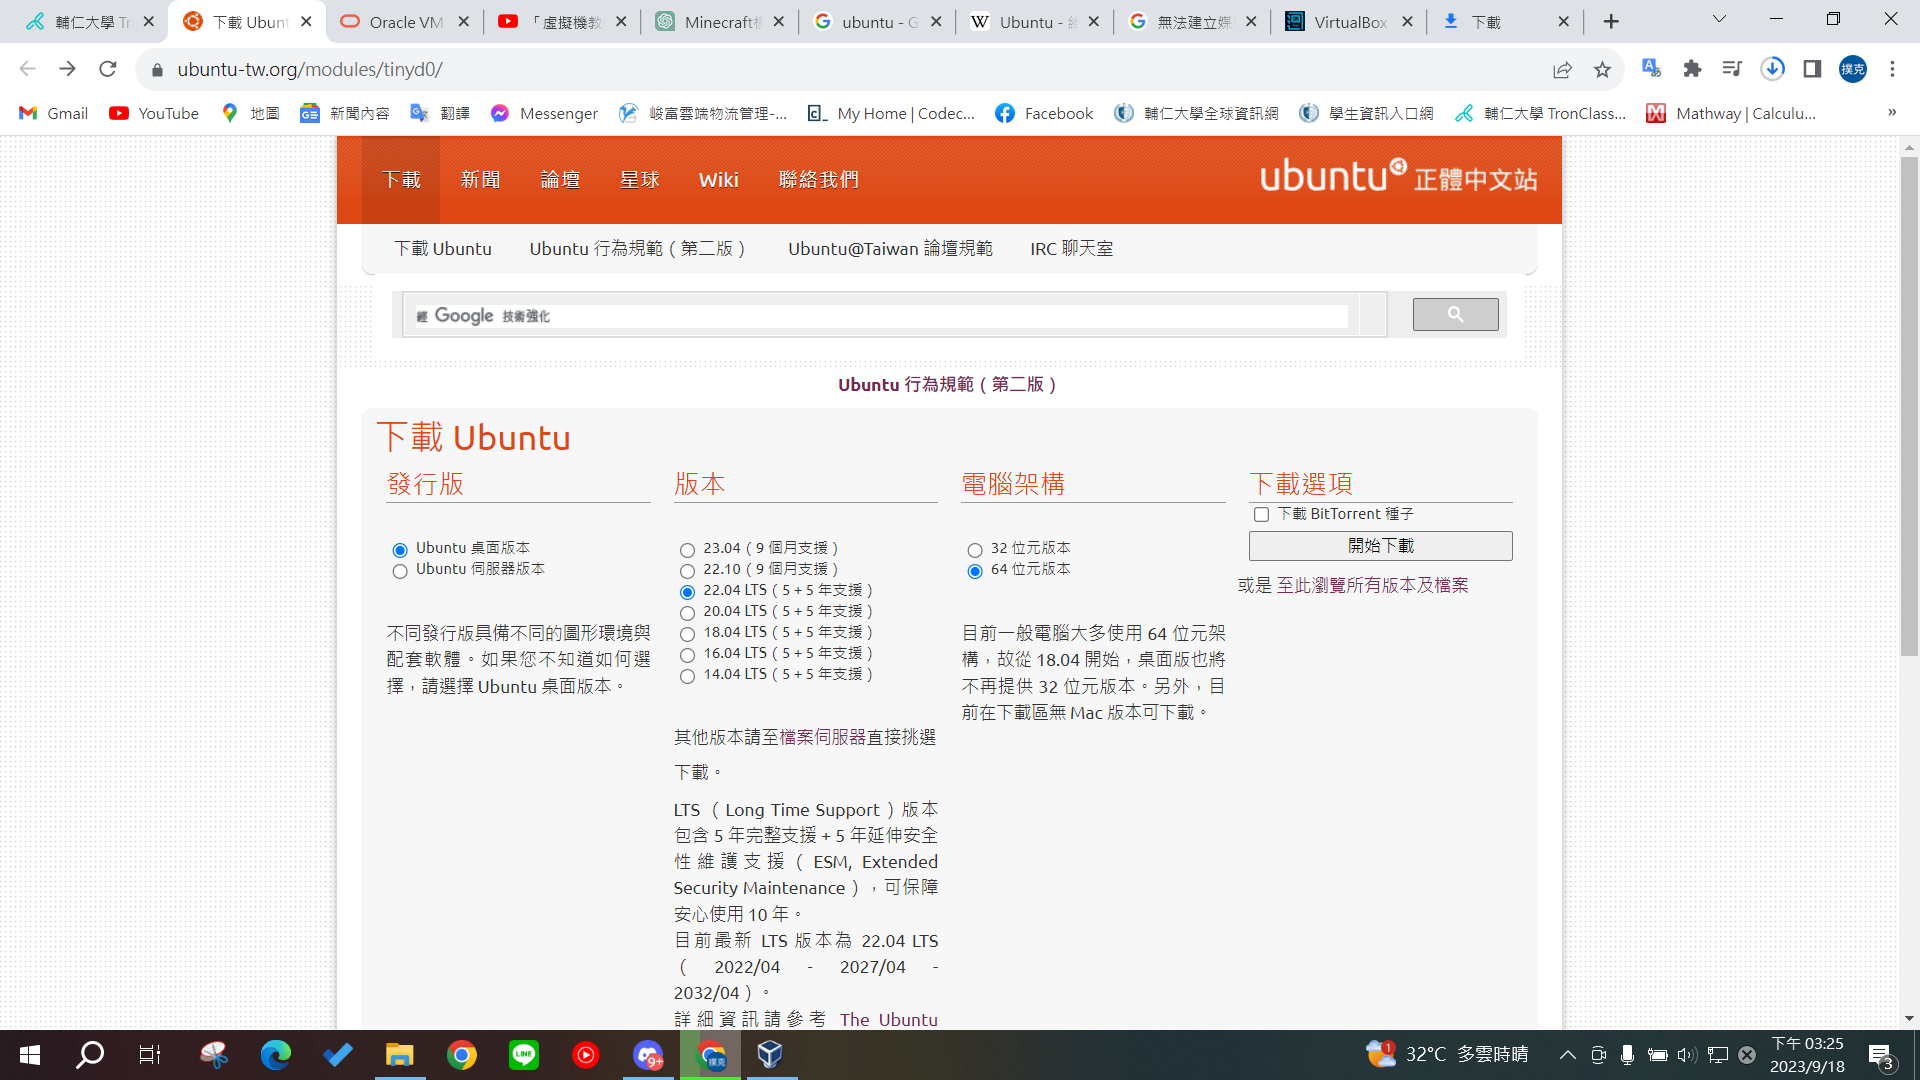 輔仁大學 Tr
下載 Ubunt
Oracle VM
「虛擬機教
Minecraft
ubuntu - G
Ubuntu - 維
無法建立媒
VirtualBox
下載
ubuntu-tw.org/modules/tinyd0/
撲克
Gmail
YouTube
地圖
新聞內容
翻譯
Messenger
峻富雲端物流管理-...
My Home | Codec...
Facebook
輔仁大學全球資訊網
學生資訊入口網
輔仁大學 TronClass...
Mathway | Calculu...
»
下載
新聞
論壇
星球
Wiki
聯絡我們
ubuntu 正體中文站
下載 Ubuntu
Ubuntu 行為規範（第二版）
Ubuntu@Taiwan 論壇規範
IRC 聊天室
經 Google 技術強化
Ubuntu 行為規範（第二版）
下載 Ubuntu
發行版
Ubuntu 桌面版本
Ubuntu 伺服器版本
不同發行版具備不同的圖形環境與
配套軟體。如果您不知道如何選
擇，請選擇 Ubuntu 桌面版本。
版本
23.04（9 個月支援）
22.10（9 個月支援）
22.04 LTS（5 + 5 年支援）
20.04 LTS（5 + 5 年支援）
18.04 LTS（5 + 5 年支援）
16.04 LTS（5 + 5 年支援）
14.04 LTS（5 + 5 年支援）
其他版本請至檔案伺服器直接挑選
下載。
LTS（Long Time Support）版本
包含 5 年完整支援 + 5 年延伸安全
性維護支援（ESM, Extended
Security Maintenance），可保障
安心使用 10 年。
目前最新 LTS 版本為 22.04 LTS
（2022/04 - 2027/04 -
2032/04）。
詳細資訊請參考 The Ubuntu
電腦架構
32 位元版本
64 位元版本
目前一般電腦大多使用 64 位元架
構，故從 18.04 開始，桌面版也將
不再提供 32 位元版本。另外，目
前在下載區無 Mac 版本可下載。
下載選項
下載 BitTorrent 種子
開始下載
或是 至此瀏覽所有版本及檔案
LINE
9+
撲克
1
32°C 多雲時晴
下午 03:25
2023/9/18
3